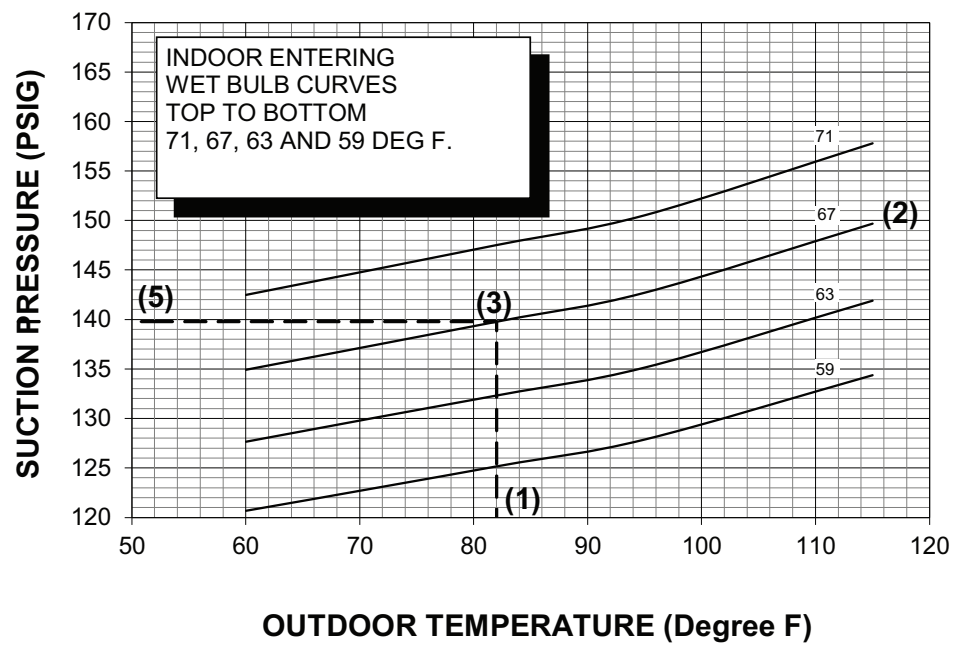 170
165
160
155
150
145
140
135
130
125
120
SUCTION PRESSURE (PSIG)
INDOOR ENTERING
WET BULB CURVES
TOP TO BOTTOM
71, 67, 63 AND 59 DEG F.
71
67
(2)
63
59
(5)
(3)
(1)
50 60 70 80 90 100 110 120
OUTDOOR TEMPERATURE (Degree F)